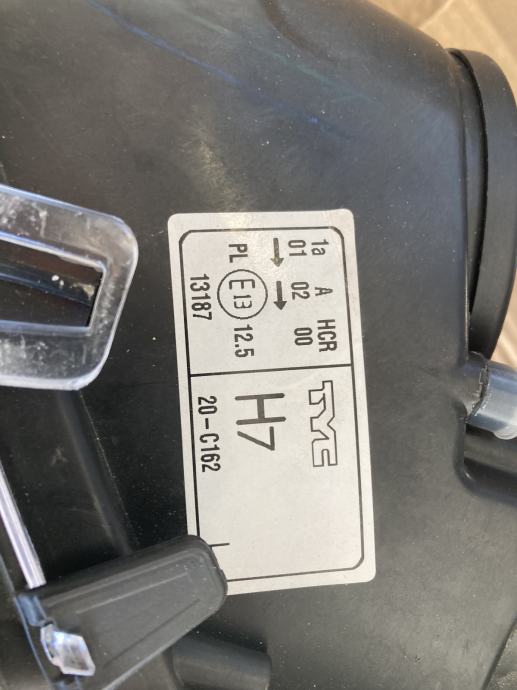 1a A HCR
01 02 00
→ →
PL E13 12.5
13187
TYC
H7
20-C162